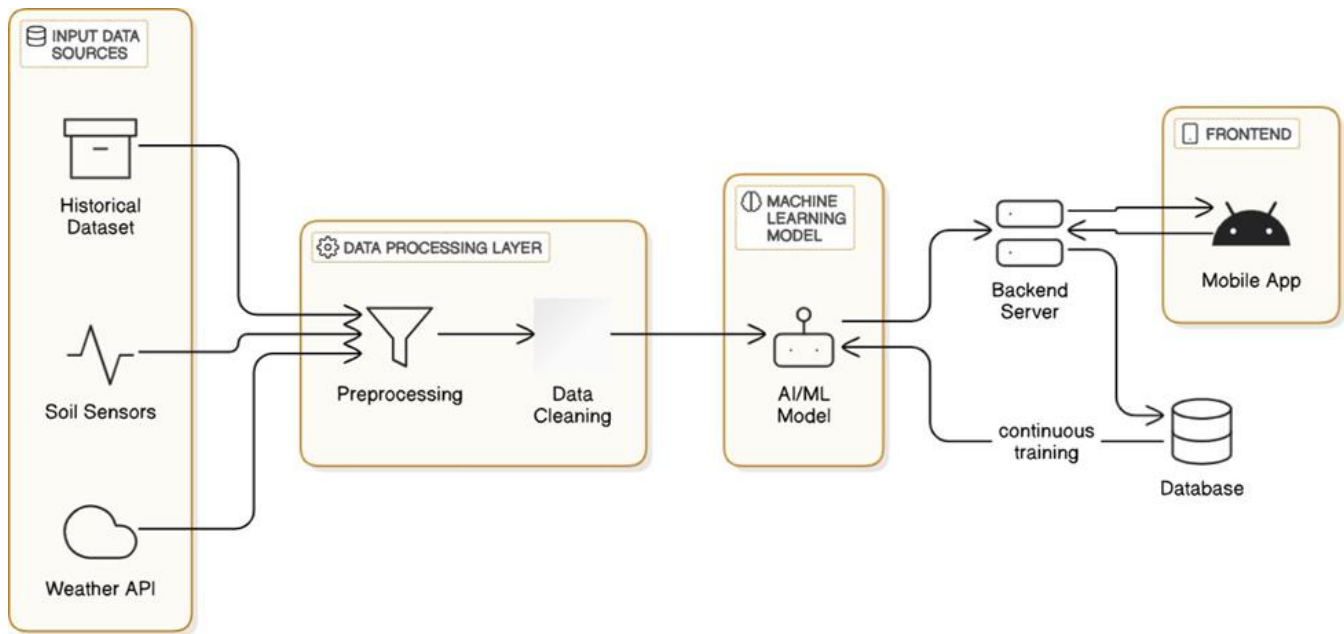 INPUT DATA
SOURCES
Historical
Dataset
Soil Sensors
Weather API
DATA PROCESSING LAYER
Preprocessing
Data
Cleaning
MACHINE
LEARNING
MODEL
AI/ML
Model
Backend
Server
FRONTEND
Mobile App
continuous
training
Database